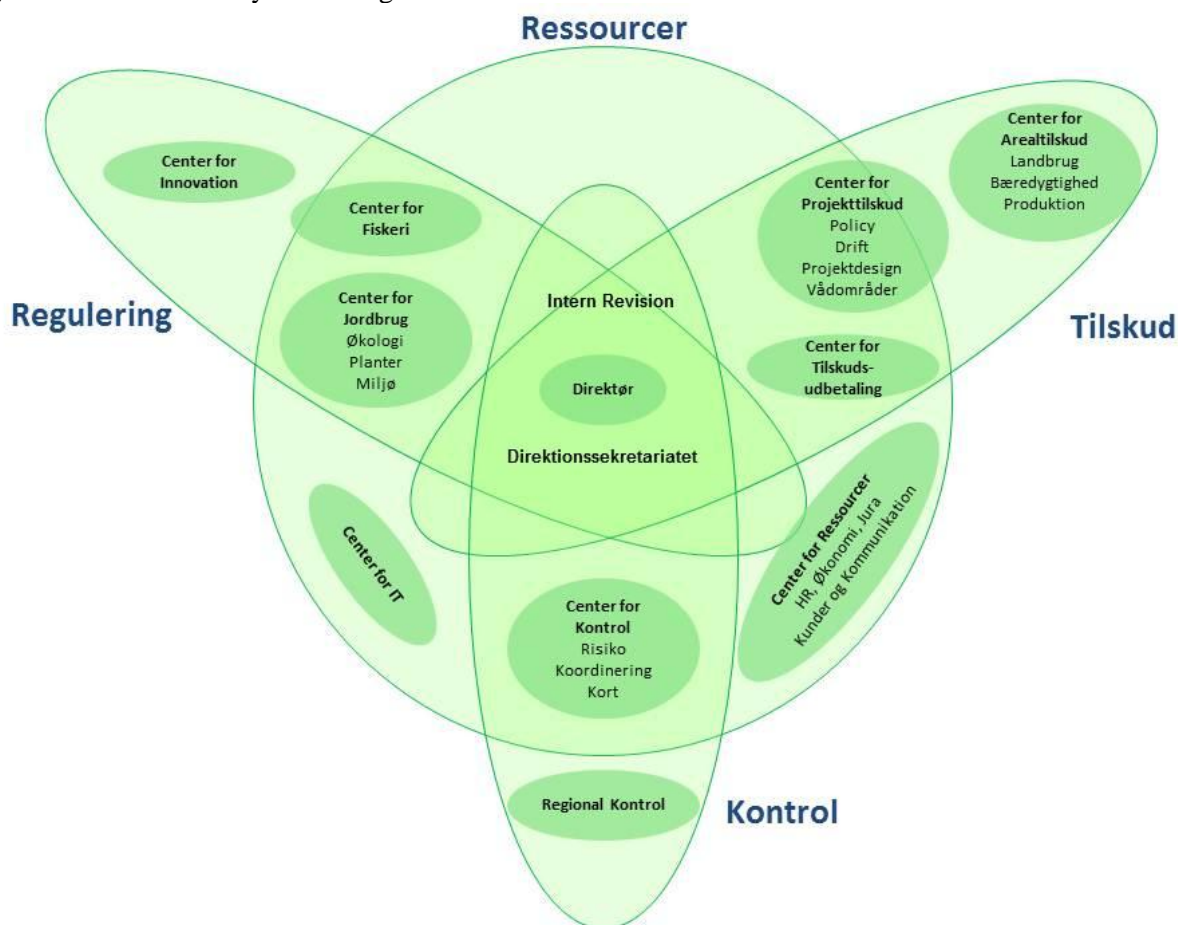 Ressourcer
Center for
Innovation
Center for
Fiskeri
Center for
Jordbrug
Økologi
Planter
Miljø
Regulering
Center for
Arealtilskud
Landbrug
Bæredygtighed
Produktion
Center for
Projekttilskud
Policy
Drift
Projektdesign
Vådområder
Center for
Tilskuds-
udbetaling
Tilskud
Intern Revision
Direktør
Direktionssekretariatet
Center for IT
Center for Ressourcer
HR, Økonomi, Jura
Kunder og Kommunikation
Center for
Kontrol
Risiko
Koordinering
Kort
Regional Kontrol
Kontrol